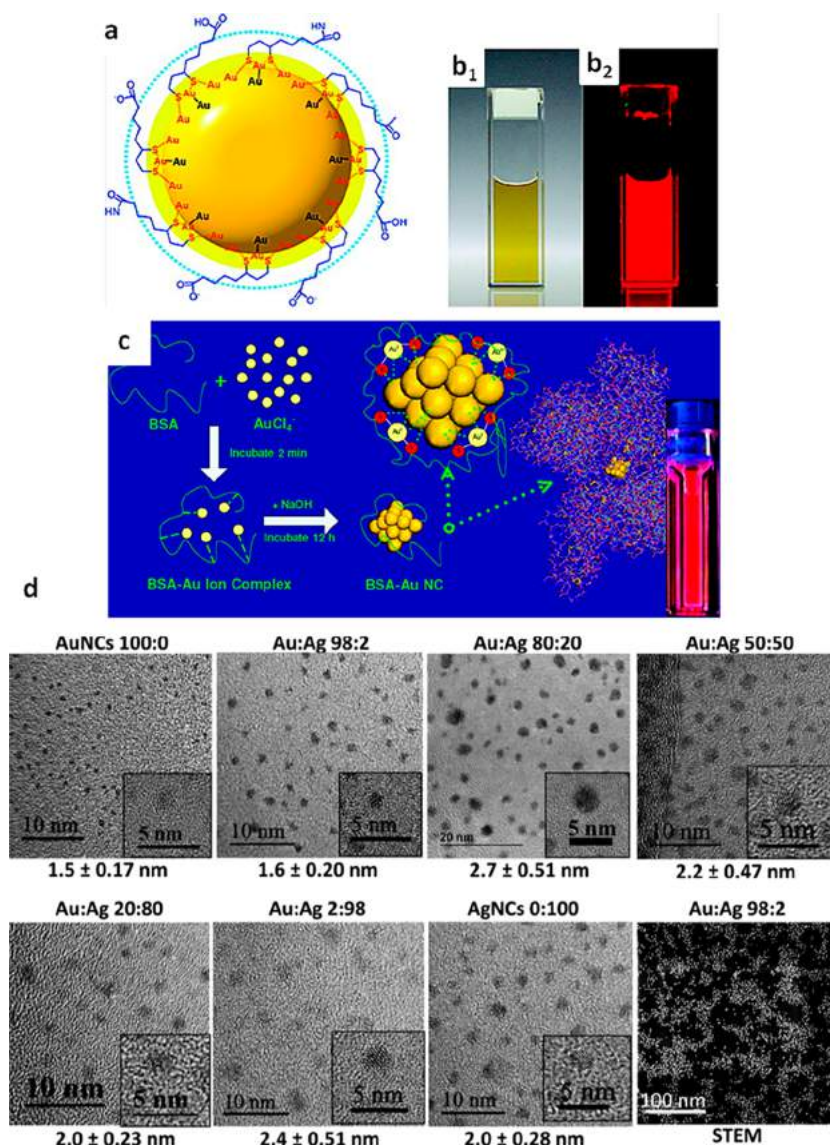 a
HO
O
HN
O
S
Au
O⁻
O
HN
O
OH
O
O⁻
O
O⁻
b1
b2
c
BSA
+
AuCl4⁻
Incubate 2 min
BSA-Au Ion Complex
+ NaOH
Incubate 12 h
BSA-Au NC
d
AuNCs 100:0
Au:Ag 98:2
Au:Ag 80:20
Au:Ag 50:50
10 nm
5 nm
10 nm
5 nm
20 nm
5 nm
10 nm
5 nm
1.5 ± 0.17 nm
1.6 ± 0.20 nm
2.7 ± 0.51 nm
2.2 ± 0.47 nm
Au:Ag 20:80
Au:Ag 2:98
AgNCs 0:100
Au:Ag 98:2
10 nm
5 nm
10 nm
5 nm
10 nm
5 nm
100 nm
2.0 ± 0.23 nm
2.4 ± 0.51 nm
2.0 ± 0.28 nm
STEM